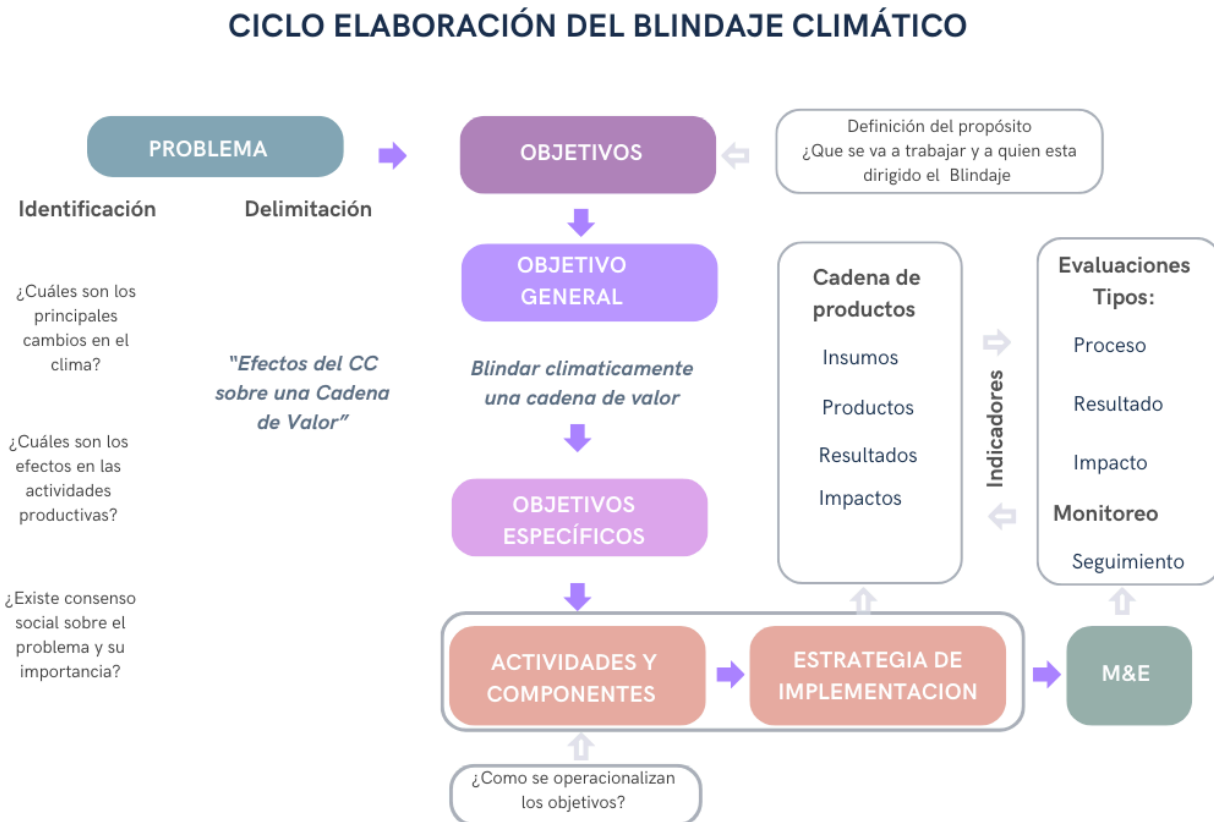 CICLO ELABORACIÓN DEL BLINDAJE CLIMÁTICO
PROBLEMA
Identificación
Delimitación
¿Cuáles son los
principales
cambios en el
clima?
¿Cuáles son los
efectos en las
actividades
productivas?
¿Existe consenso
social sobre el
problema y su
importancia?
"Efectos del CC
sobre una Cadena
de Valor"
OBJETIVOS
Definición del propósito
¿Que se va a trabajar y a quien esta
dirigido el Blindaje
OBJETIVO
GENERAL
Blindar climaticamente
una cadena de valor
OBJETIVOS
ESPECÍFICOS
Cadena de
productos
Insumos
Productos
Resultados
Impactos
Indicadores
Evaluaciones
Tipos:
Proceso
Resultado
Impacto
Monitoreo
Seguimiento
ACTIVIDADES Y
COMPONENTES
ESTRATEGIA DE
IMPLEMENTACION
M&E
¿Como se operacionalizan
los objetivos?